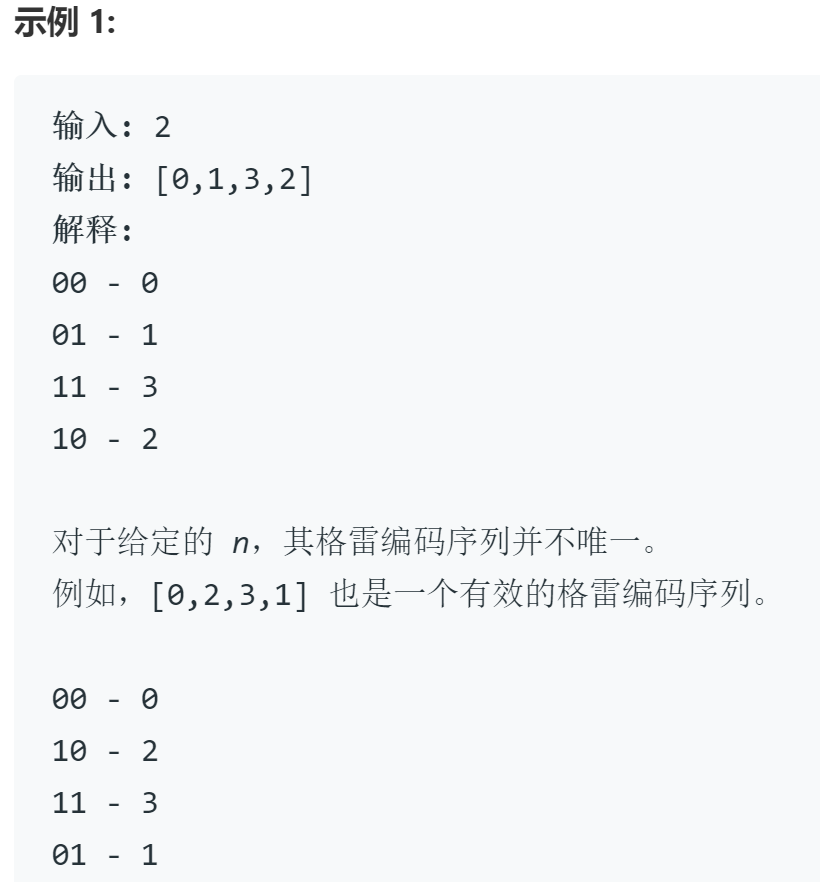 示例 1:
输入: 2
输出: [0,1,3,2]
解释:
00 - 0
01 - 1
11 - 3
10 - 2
对于给定的 n，其格雷编码序列并不唯一。
例如，[0,2,3,1] 也是一个有效的格雷编码序列。
00 - 0
10 - 2
11 - 3
01 - 1